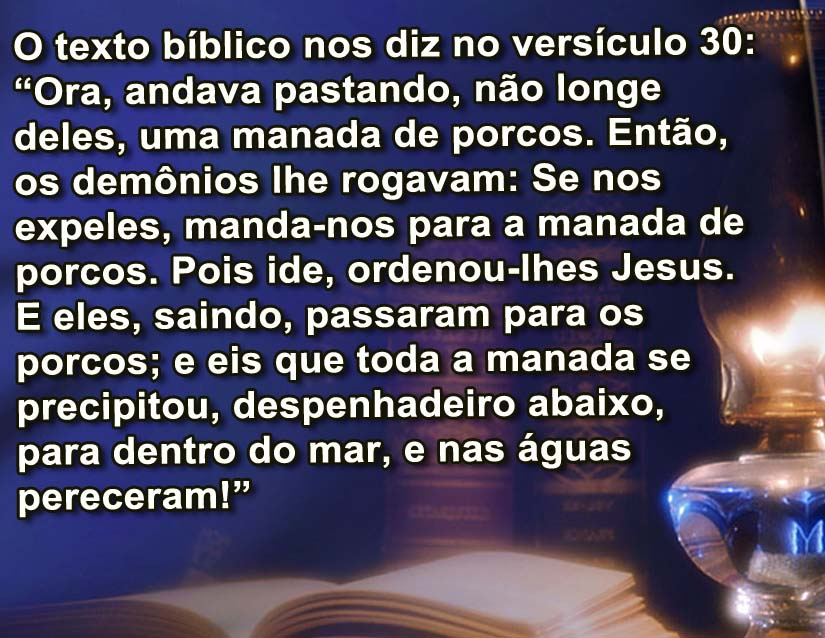 O texto bíblico nos diz no versículo 30:
“Ora, andava pastando, não longe
deles, uma manada de porcos. Então,
os demônios lhe rogavam: Se nos
expeles, manda-nos para a manada de
porcos. Pois ide, ordenou-lhes Jesus.
E eles, saindo, passaram para os
porcos; e eis que toda a manada se
precipitou, despenhadeiro abaixo,
para dentro do mar, e nas águas
pereceram!”